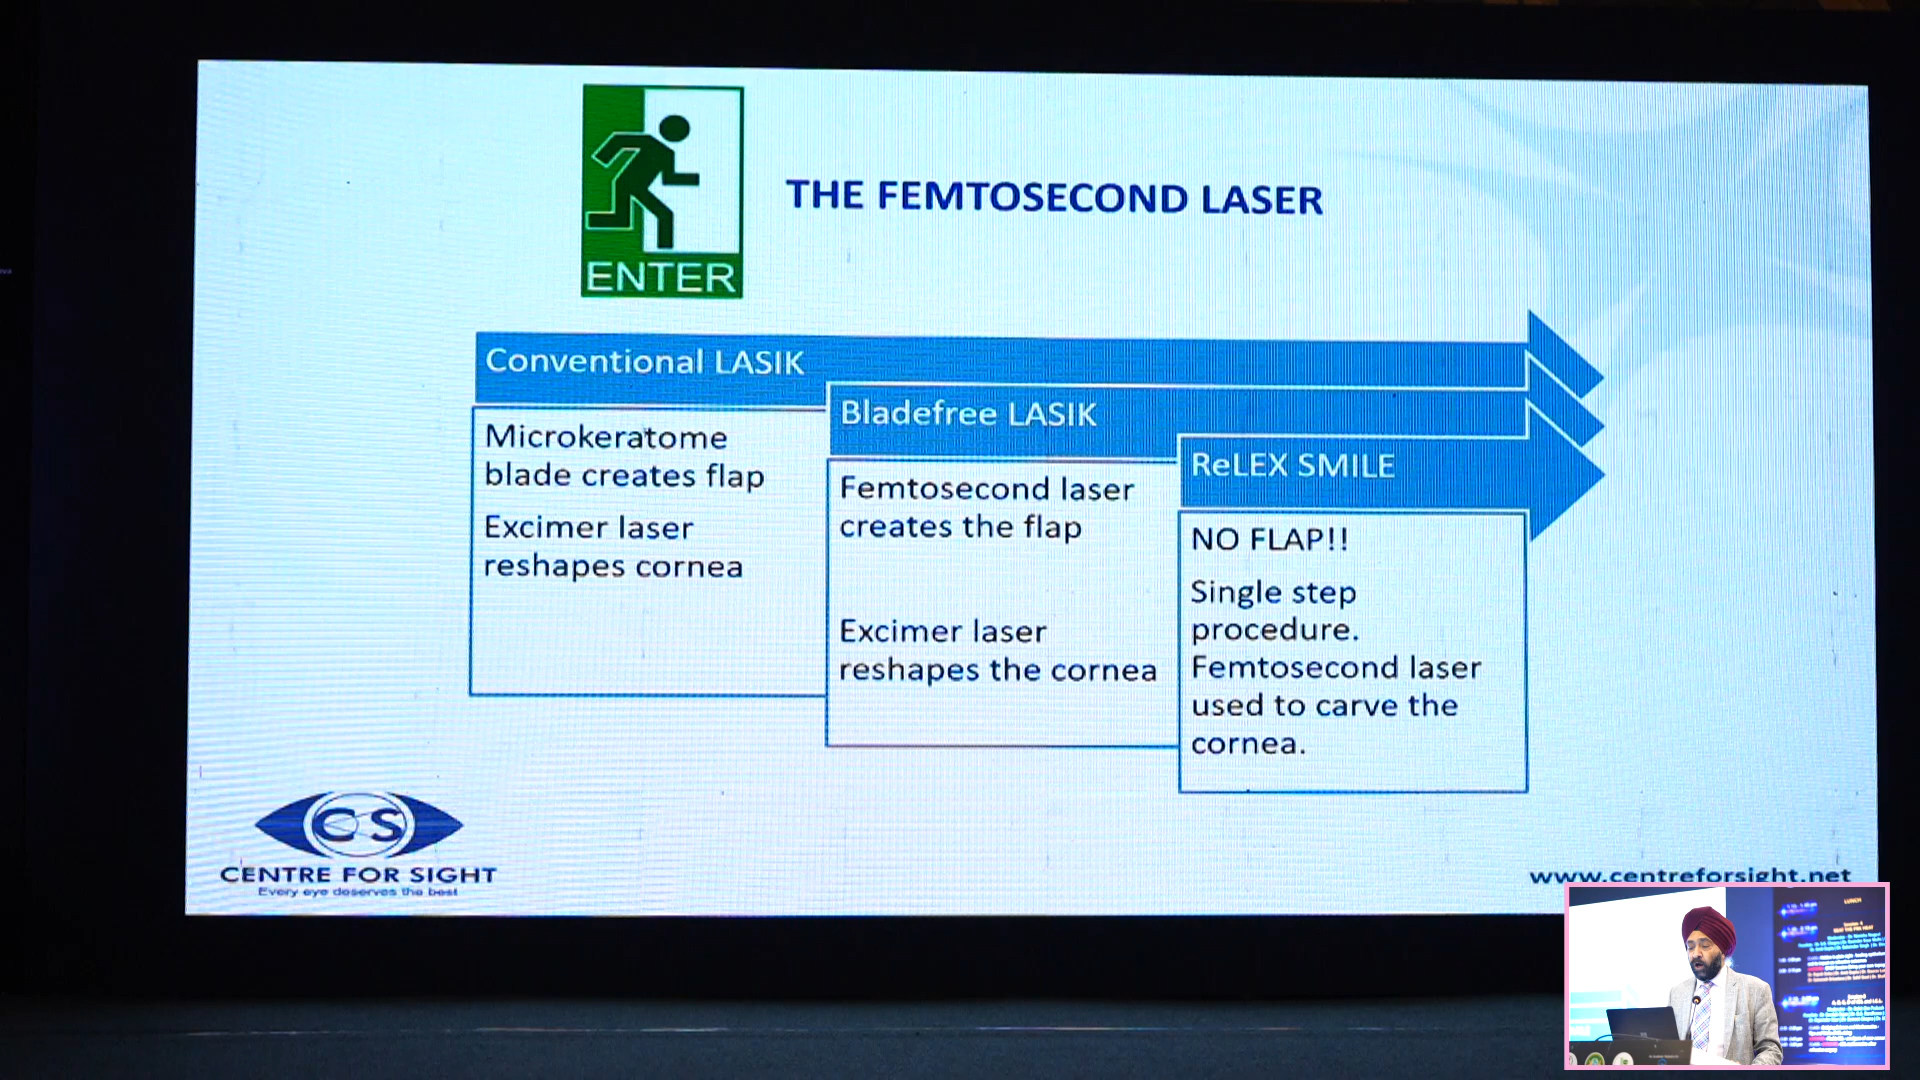 THE FEMTOSECOND LASER
ENTER
Conventional LASIK
Microkeratome
blade creates flap
Excimer laser
reshapes cornea
Bladefree LASIK
Femtosecond laser
creates the flap
Excimer laser
reshapes the cornea
ReLEX SMILE
NO FLAP!!
Single step
procedure.
Femtosecond laser
used to carve the
cornea.
CS
CENTRE FOR SIGHT
Every eye deserves the best
www.centreforsight.net
LUNCH